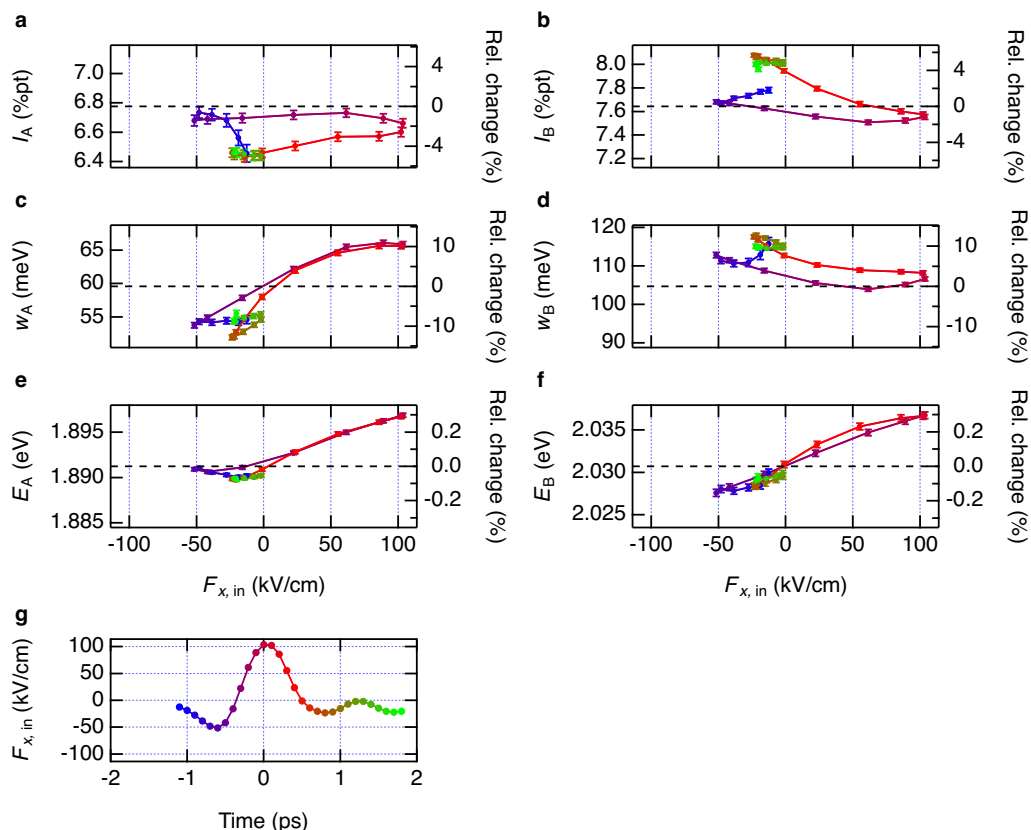 a
I_A (%pt)
7.0
6.8
6.6
6.4
4
0
-4
Rel. change (%)
b
I_B (%pt)
8.0
7.8
7.6
7.4
7.2
4
0
-4
Rel. change (%)
c
w_A (meV)
65
60
55
10
0
-10
Rel. change (%)
d
w_B (meV)
120
110
100
90
10
0
-10
Rel. change (%)
e
E_A (eV)
1.895
1.890
1.885
0.2
0.0
-0.2
Rel. change (%)
-100 -50 0 50 100
F_x, in (kV/cm)
f
E_B (eV)
2.035
2.030
2.025
0.2
0.0
-0.2
Rel. change (%)
-100 -50 0 50 100
F_x, in (kV/cm)
g
F_x, in (kV/cm)
100
50
0
-50
-100
-2 -1 0 1 2
Time (ps)